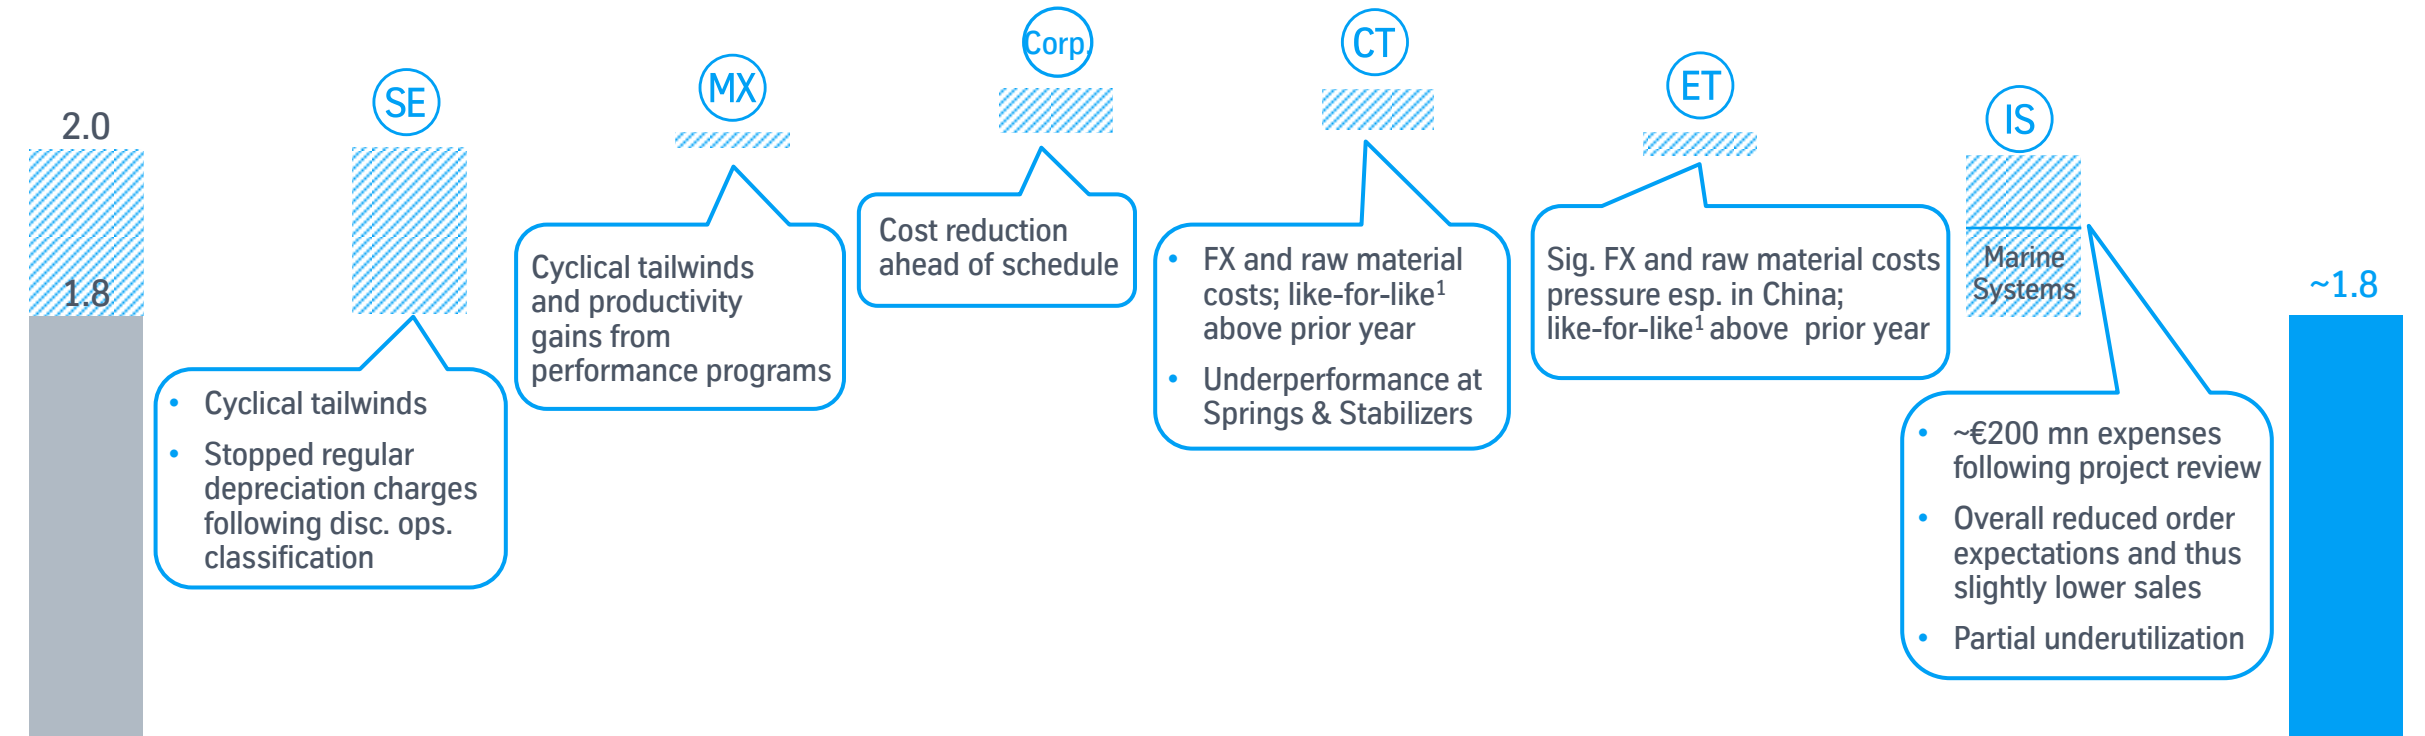 2.0
1.8
SE
• Cyclical tailwinds
• Stopped regular
depreciation charges
following disc. ops.
classification
MX
Cyclical tailwinds
and productivity
gains from
performance programs
Corp.
Cost reduction
ahead of schedule
CT
• FX and raw material
costs; like-for-like¹
above prior year
• Underperformance at
Springs & Stabilizers
ET
Sig. FX and raw material costs
pressure esp. in China;
like-for-like¹ above prior year
IS
Marine
Systems
• ~€200 mn expenses
following project review
• Overall reduced order
expectations and thus
slightly lower sales
• Partial underutilization
~1.8